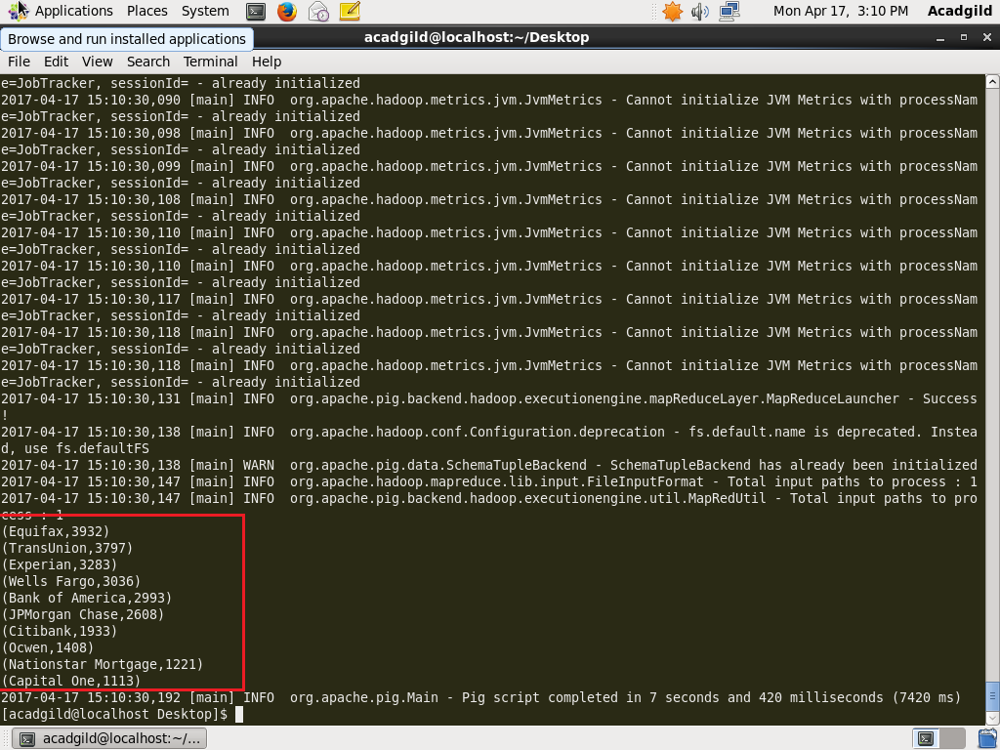 Applications Places System
Mon Apr 17, 3:10 PM Acadgild
Browse and run installed applications
acadgild@localhost:~/Desktop
File Edit View Search Terminal Help
e=JobTracker, sessionId= - already initialized
2017-04-17 15:10:30,090 [main] INFO  org.apache.hadoop.metrics.jvm.JvmMetrics - Cannot initialize JVM Metrics with processNam
e=JobTracker, sessionId= - already initialized
2017-04-17 15:10:30,098 [main] INFO  org.apache.hadoop.metrics.jvm.JvmMetrics - Cannot initialize JVM Metrics with processNam
e=JobTracker, sessionId= - already initialized
2017-04-17 15:10:30,099 [main] INFO  org.apache.hadoop.metrics.jvm.JvmMetrics - Cannot initialize JVM Metrics with processNam
e=JobTracker, sessionId= - already initialized
2017-04-17 15:10:30,108 [main] INFO  org.apache.hadoop.metrics.jvm.JvmMetrics - Cannot initialize JVM Metrics with processNam
e=JobTracker, sessionId= - already initialized
2017-04-17 15:10:30,110 [main] INFO  org.apache.hadoop.metrics.jvm.JvmMetrics - Cannot initialize JVM Metrics with processNam
e=JobTracker, sessionId= - already initialized
2017-04-17 15:10:30,110 [main] INFO  org.apache.hadoop.metrics.jvm.JvmMetrics - Cannot initialize JVM Metrics with processNam
e=JobTracker, sessionId= - already initialized
2017-04-17 15:10:30,117 [main] INFO  org.apache.hadoop.metrics.jvm.JvmMetrics - Cannot initialize JVM Metrics with processNam
e=JobTracker, sessionId= - already initialized
2017-04-17 15:10:30,118 [main] INFO  org.apache.hadoop.metrics.jvm.JvmMetrics - Cannot initialize JVM Metrics with processNam
e=JobTracker, sessionId= - already initialized
2017-04-17 15:10:30,118 [main] INFO  org.apache.hadoop.metrics.jvm.JvmMetrics - Cannot initialize JVM Metrics with processNam
e=JobTracker, sessionId= - already initialized
2017-04-17 15:10:30,131 [main] INFO  org.apache.pig.backend.hadoop.executionengine.mapReduceLayer.MapReduceLauncher - Success
!
2017-04-17 15:10:30,138 [main] INFO  org.apache.hadoop.conf.Configuration.deprecation - fs.default.name is deprecated. Instea
d, use fs.defaultFS
2017-04-17 15:10:30,138 [main] WARN  org.apache.pig.data.SchemaTupleBackend - SchemaTupleBackend has already been initialized
2017-04-17 15:10:30,147 [main] INFO  org.apache.hadoop.mapreduce.lib.input.FileInputFormat - Total input paths to process : 1
2017-04-17 15:10:30,147 [main] INFO  org.apache.pig.backend.hadoop.executionengine.util.MapRedUtil - Total input paths to pro
cess : 1
(Equifax,3932)
(TransUnion,3797)
(Experian,3283)
(Wells Fargo,3036)
(Bank of America,2993)
(JPMorgan Chase,2608)
(Citibank,1933)
(Ocwen,1408)
(Nationstar Mortgage,1221)
(Capital One,1113)
2017-04-17 15:10:30,192 [main] INFO  org.apache.pig.Main - Pig script completed in 7 seconds and 420 milliseconds (7420 ms)
[acadgild@localhost Desktop]$
acadgild@localhost:~/...